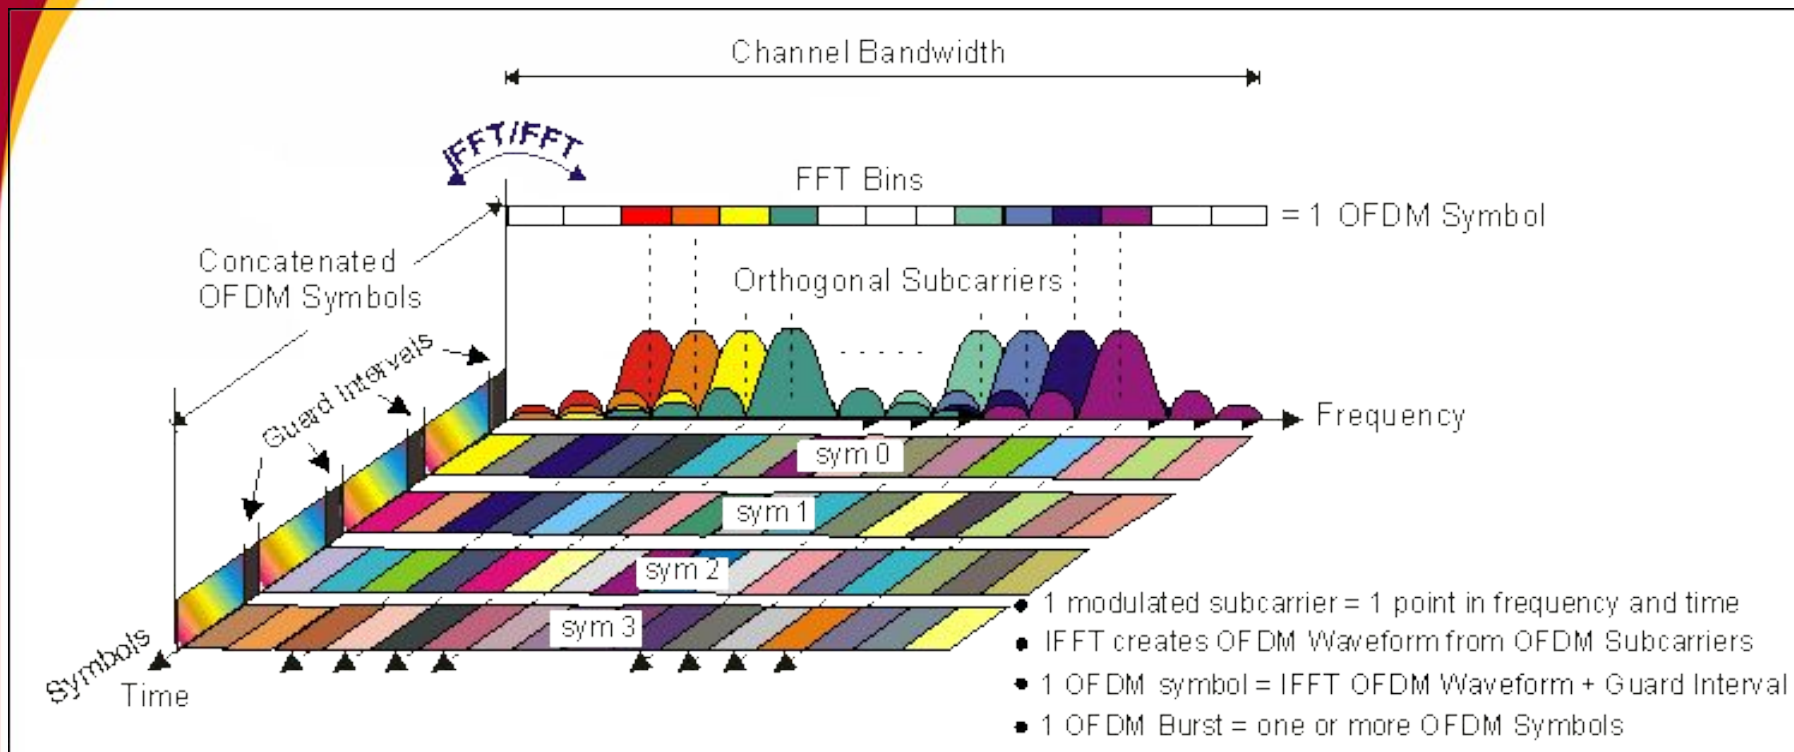 Channel Bandwidth
IFFT/FFT
FFT Bins
= 1 OFDM Symbol
Concatenated
OFDM Symbols
Orthogonal Subcarriers
Guard Intervals
Frequency
sym 0
sym 1
sym 2
sym 3
Symbols
Time
• 1 modulated subcarrier = 1 point in frequency and time
• IFFT creates OFDM Waveform from OFDM Subcarriers
• 1 OFDM symbol = IFFT OFDM Waveform + Guard Interval
• 1 OFDM Burst = one or more OFDM Symbols